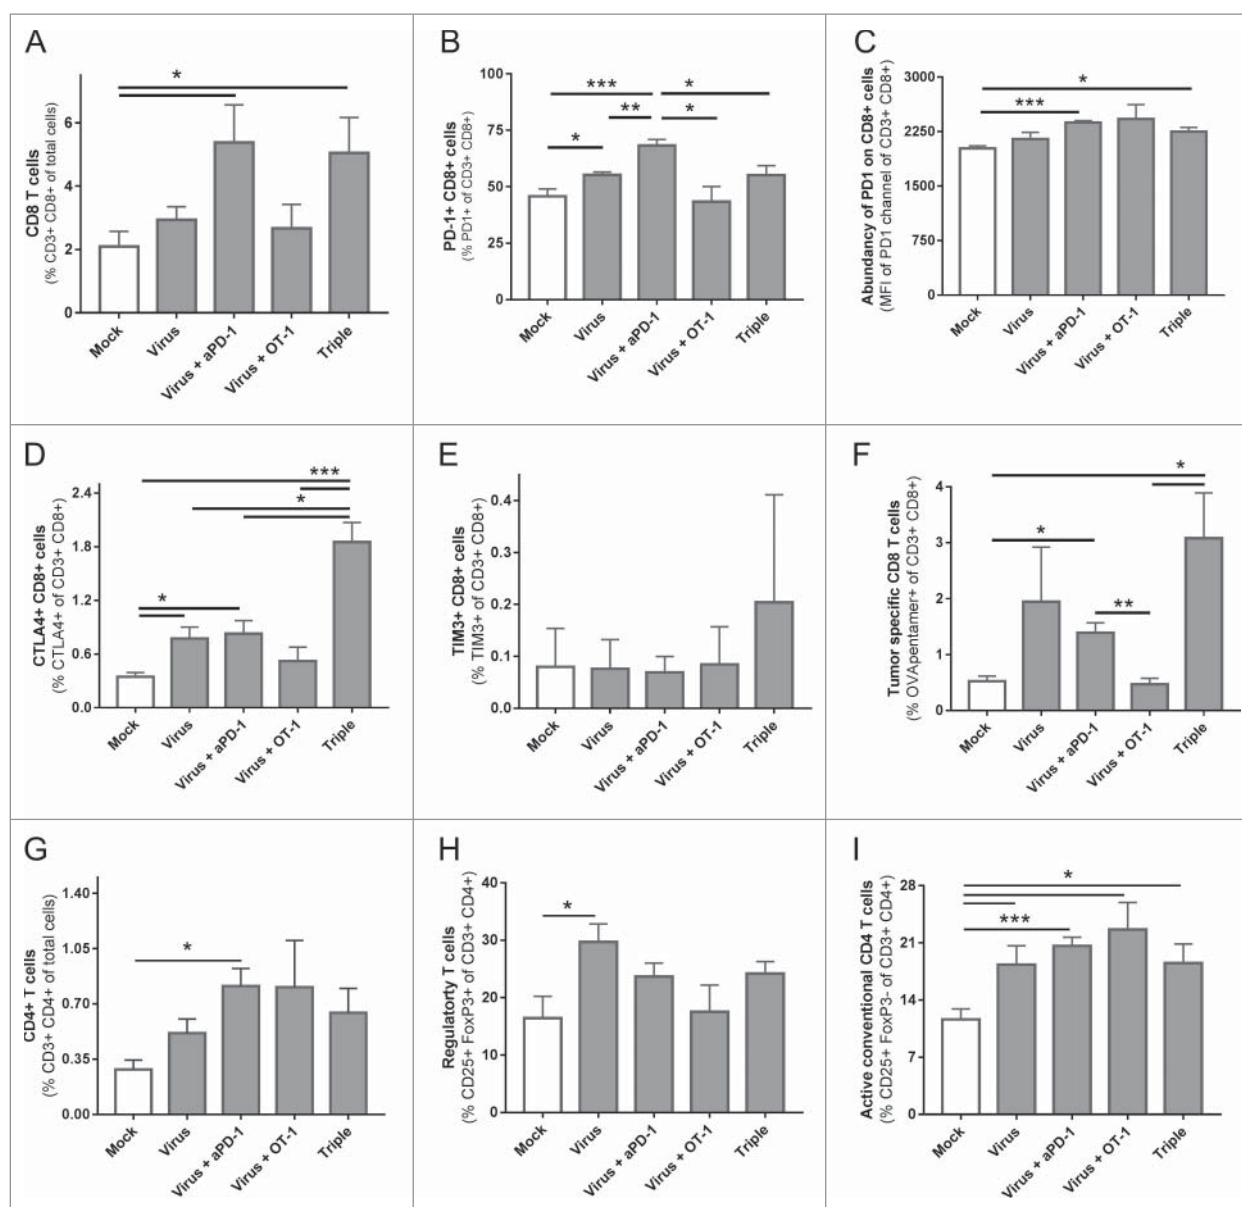 A
CD8 T cells
(% CD3+ CD8+ of total cells)
6
4
2
0
*
Mock
Virus
Virus + aPD-1
Virus + OT-1
Triple
B
PD-1+ CD8+ cells
(% PD1+ of CD3+ CD8+)
100
75
50
25
0
***
*
**
*
*
Mock
Virus
Virus + aPD-1
Virus + OT-1
Triple
C
Abundancy of PD1 on CD8+ cells
(MFI of PD1 channel of CD3+ CD8+)
3000
2250
1500
750
0
*
***
Mock
Virus
Virus + aPD-1
Virus + OT-1
Triple
D
CTLA4+ CD8+ cells
(% CTLA4+ of CD3+ CD8+)
2.4
1.8
1.2
0.6
0.0
***
*
*
Mock
Virus
Virus + aPD-1
Virus + OT-1
Triple
E
TIM3+ CD8+ cells
(% TIM3+ of CD3+ CD8+)
0.4
0.3
0.2
0.1
0.0
Mock
Virus
Virus + aPD-1
Virus + OT-1
Triple
F
Tumor specific CD8 T cells
(% OVApentamer+ of CD3+ CD8+)
4
3
2
1
0
*
*
**
Mock
Virus
Virus + aPD-1
Virus + OT-1
Triple
G
CD4+ T cells
(% CD3+ CD4+ of total cells)
1.40
1.05
0.70
0.35
0.00
*
Mock
Virus
Virus + aPD-1
Virus + OT-1
Triple
H
Regulatorty T cells
(% CD25+ FoxP3+ of CD3+ CD4+)
40
30
20
10
0
*
Mock
Virus
Virus + aPD-1
Virus + OT-1
Triple
I
Active conventional CD4 T cells
(% CD25+ FoxP3- of CD3+ CD4+)
28
21
14
7
0
*
***
Mock
Virus
Virus + aPD-1
Virus + OT-1
Triple